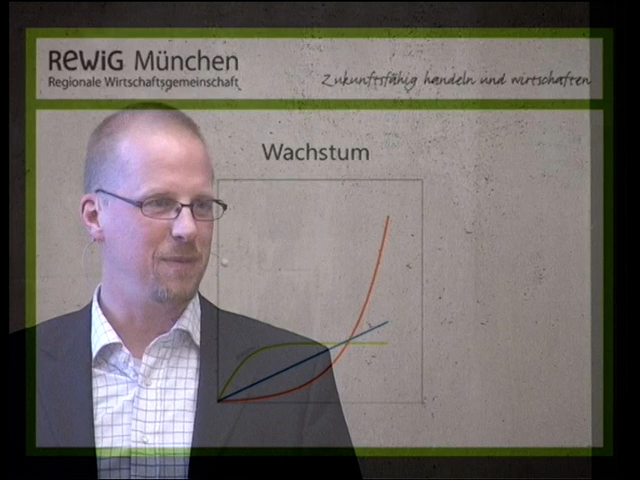 ReWiG München
Regionale Wirtschaftsgemeinschaft
Zukunftsfähig handeln und wirtschaften
Wachstum